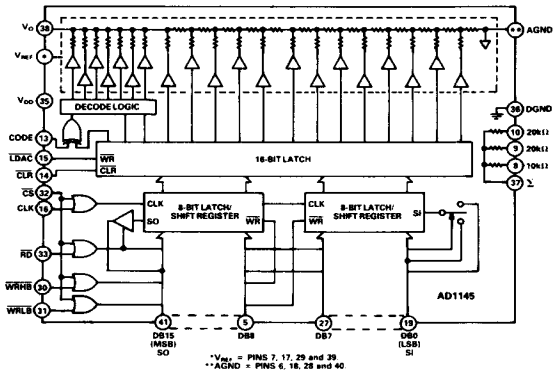 VO 38
VREF *
VDD 35
CODE 13
LDAC 15
CLR 14
CS 32
CLK 16
RD 33
WRHB 30
WRLB 31
DECODE LOGIC
WR
CLR
16-BIT LATCH
CLK
SO
8-BIT LATCH/
SHIFT REGISTER
WR
CLK
WR
8-BIT LATCH/
SHIFT REGISTER
SI
** AGND
DGND
36
10 20kΩ
9 20kΩ
8 10kΩ
37 Σ
AD1145
41
DB15
(MSB)
SO
5
DB8
27
DB7
19
DB0
(LSB)
SI
*VREF = PINS 7, 17, 29 and 39.
**AGND = PINS 6, 18, 28 and 40.